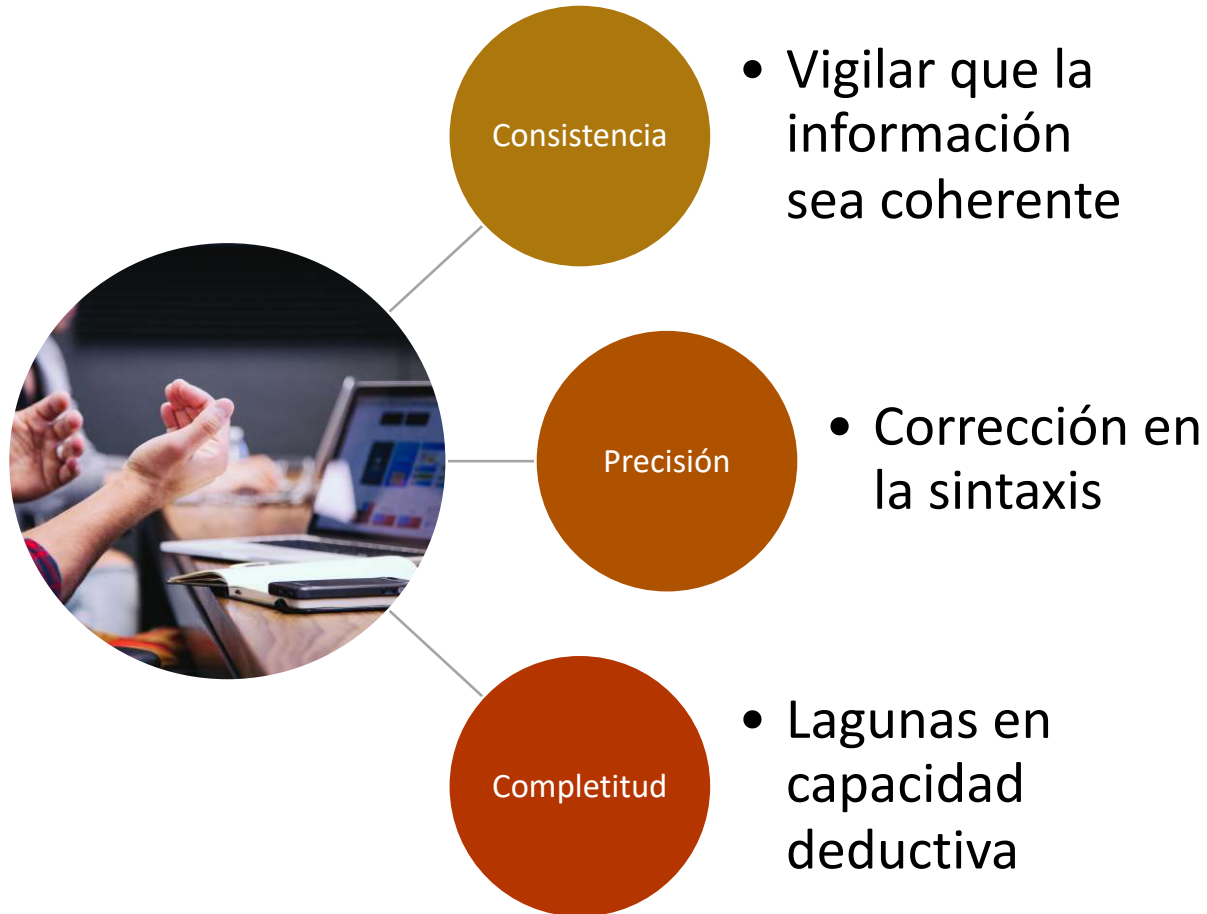 Consistencia
• Vigilar que la
información
sea coherente
Precisión
• Corrección en
la sintaxis
Completitud
• Lagunas en
capacidad
deductiva